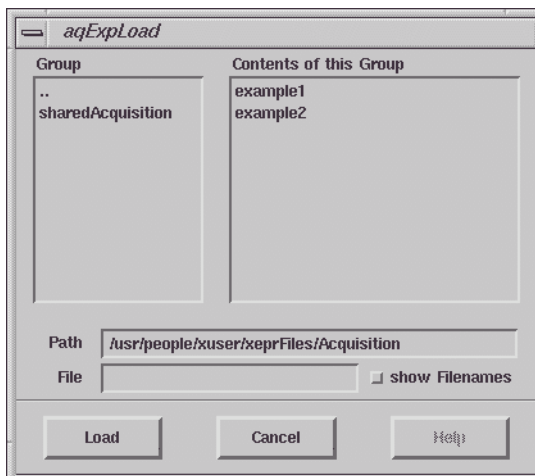 aqExpLoad
Group
Contents of this Group
..
sharedAcquisition
example1
example2
Path
/usr/people/xuser/xeprFiles/Acquisition
File
show Filenames
Load
Cancel
Help